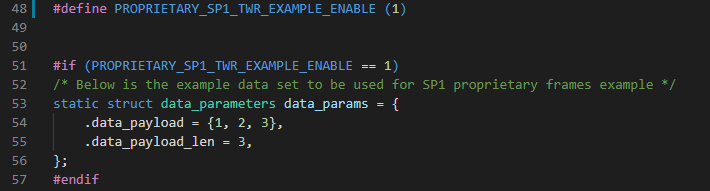 48 #define PROPRIETARY_SP1_TWR_EXAMPLE_ENABLE (1)
49
50
51 #if (PROPRIETARY_SP1_TWR_EXAMPLE_ENABLE == 1)
52 /* Below is the example data set to be used for SP1 proprietary frames example */
53 static struct data_parameters data_params = {
54     .data_payload = {1, 2, 3},
55     .data_payload_len = 3,
56 };
57 #endif